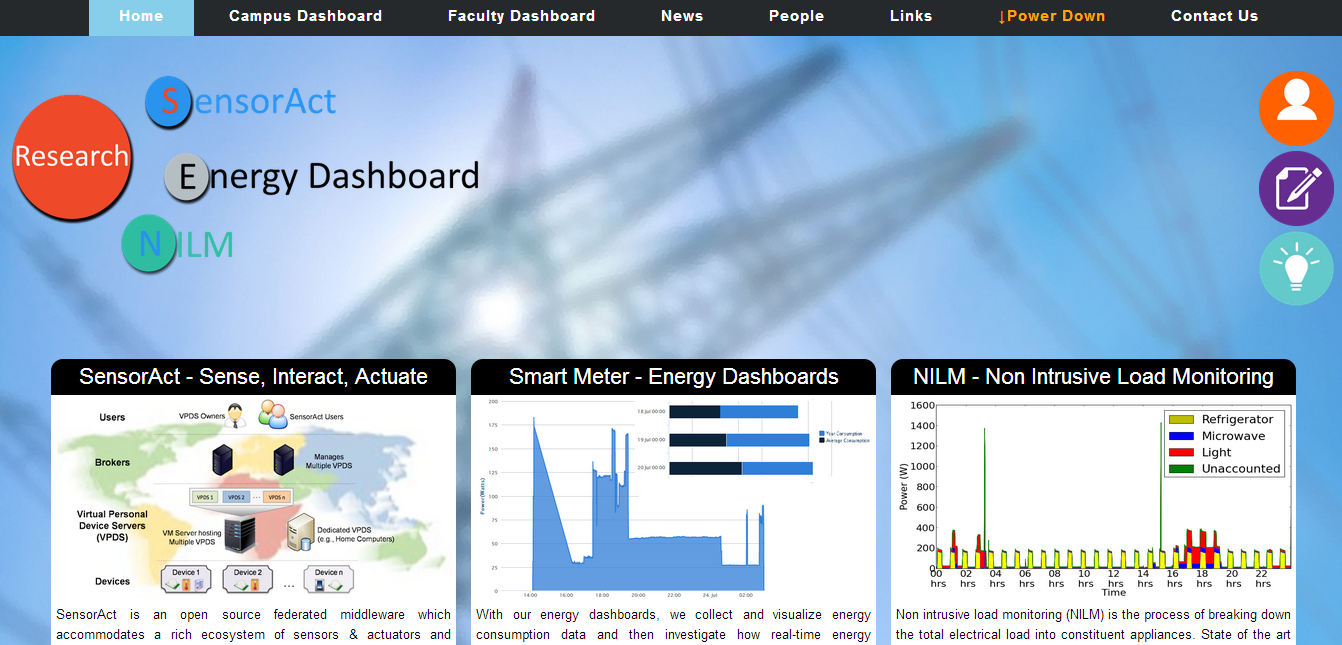 Home Campus Dashboard Faculty Dashboard News People Links ↓Power Down Contact Us
SensorAct
Research
Energy Dashboard
NILM
SensorAct - Sense, Interact, Actuate
Users
VPDS Owners
SensorAct Users
Brokers
Manages
Multiple VPDS
VPDS 1 VPDS 2 ... VPDS n
Virtual Personal
Device Servers
(VPDS)
VM Server hosting
Multiple VPDS
Dedicated VPDS
(e.g., Home Computers)
Devices
Device 1 Device 2 ... Device n
SensorAct is an open source federated middleware which
accommodates a rich ecosystem of sensors & actuators and
Smart Meter - Energy Dashboards
200
175
150
125
100
75
50
25
0
Power(Watts)
14:00 16:00 18:00 20:00 22:00 24. Jul 02:00
18 Jul 00:00
19 Jul 00:00
20 Jul 00:00
Your Consumption
Average Consumption
With our energy dashboards, we collect and visualize energy
consumption data and then investigate how real-time energy
NILM - Non Intrusive Load Monitoring
1600
1400
1200
1000
800
600
400
200
0
Power (W)
Refrigerator
Microwave
Light
Unaccounted
00 02 04 06 08 10 12 14 16 18 20 22
hrs hrs hrs hrs hrs hrs hrs hrs hrs hrs hrs hrs
Time
Non intrusive load monitoring (NILM) is the process of breaking down
the total electrical load into constituent appliances. State of the art